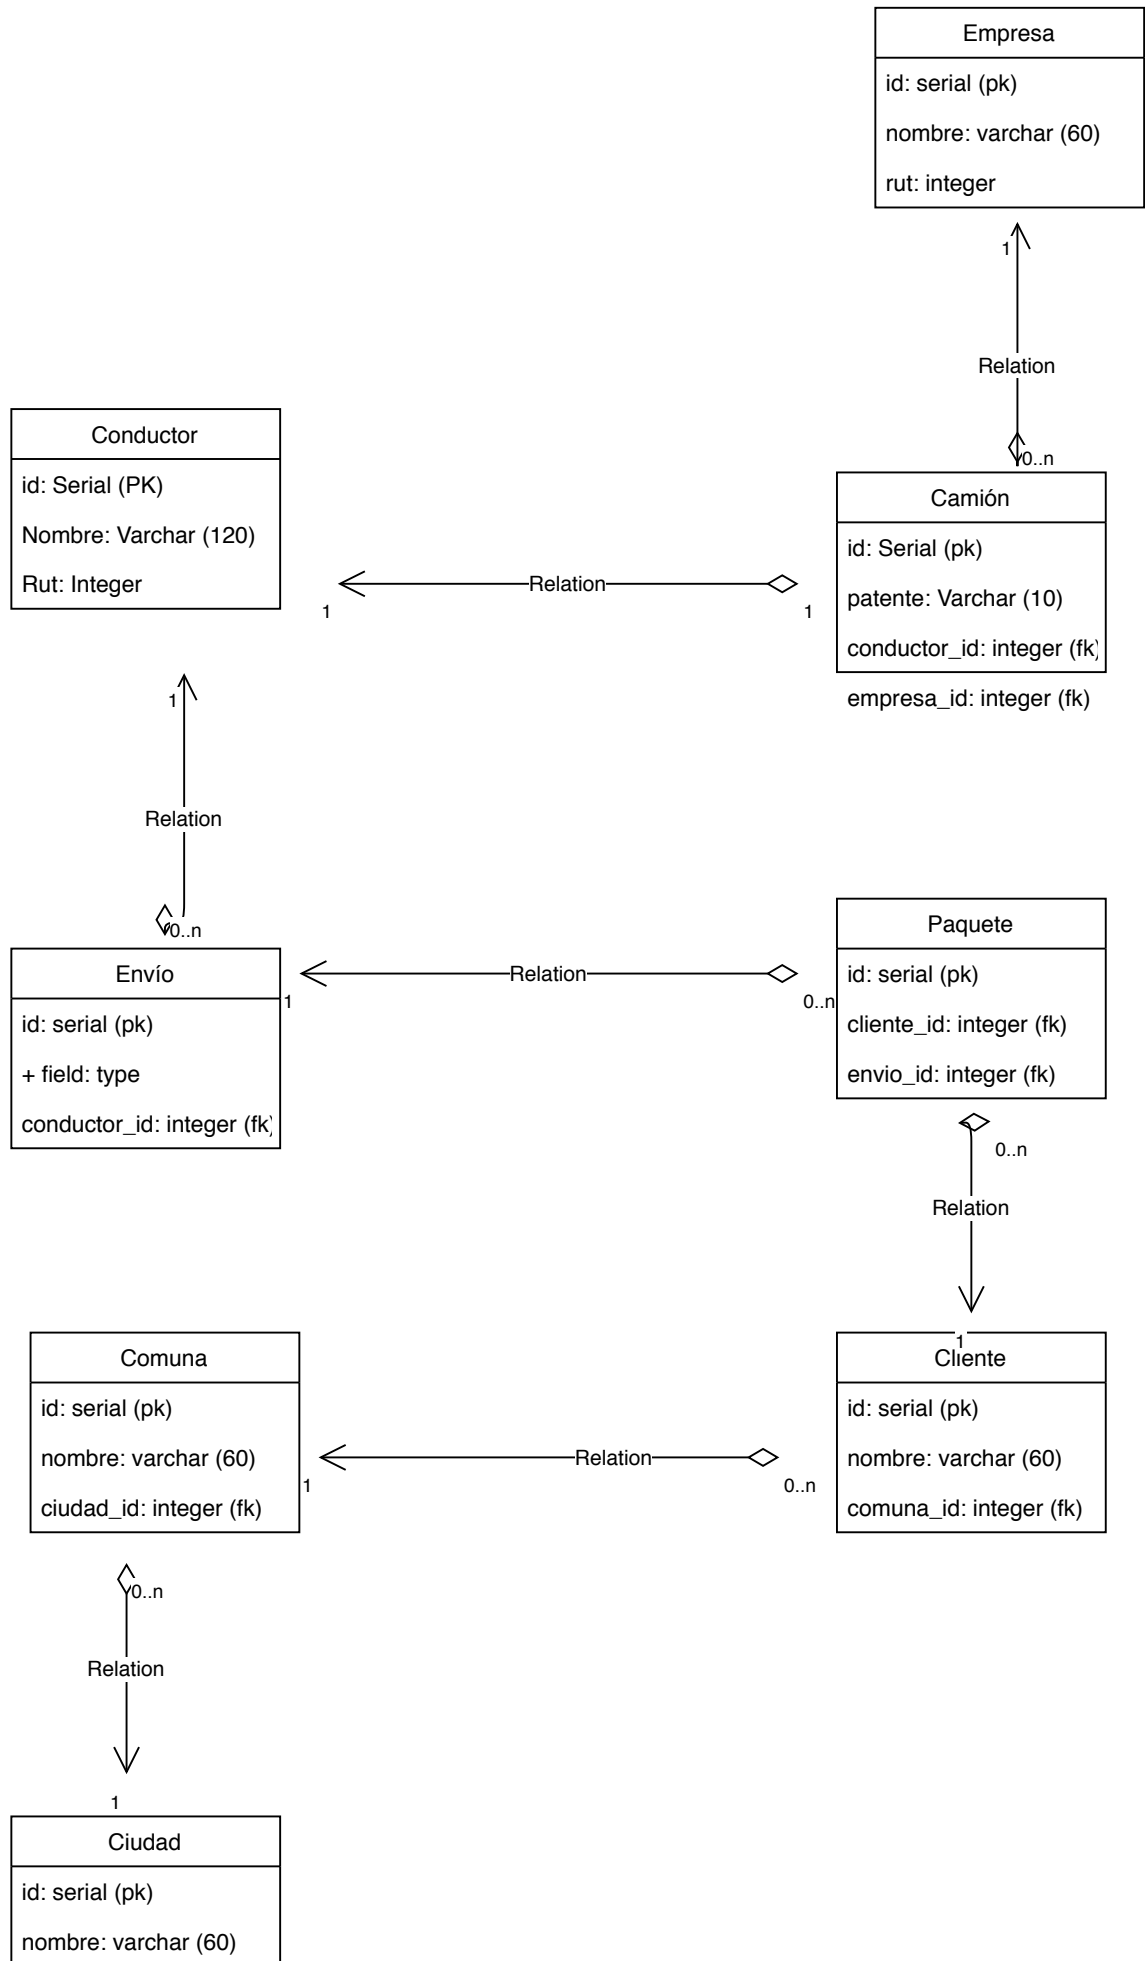 Empresa
id: serial (pk)
nombre: varchar (60)
rut: integer
1
Relation
0..n
Conductor
id: Serial (PK)
Nombre: Varchar (120)
Rut: Integer
Camión
id: Serial (pk)
patente: Varchar (10)
conductor_id: integer (fk)
empresa_id: integer (fk)
Relation
1
1
1
Relation
0..n
Envío
id: serial (pk)
+ field: type
conductor_id: integer (fk)
Relation
1
0..n
Paquete
id: serial (pk)
cliente_id: integer (fk)
envio_id: integer (fk)
0..n
Relation
1
Comuna
id: serial (pk)
nombre: varchar (60)
ciudad_id: integer (fk)
Relation
1
0..n
Cliente
id: serial (pk)
nombre: varchar (60)
comuna_id: integer (fk)
0..n
Relation
1
Ciudad
id: serial (pk)
nombre: varchar (60)